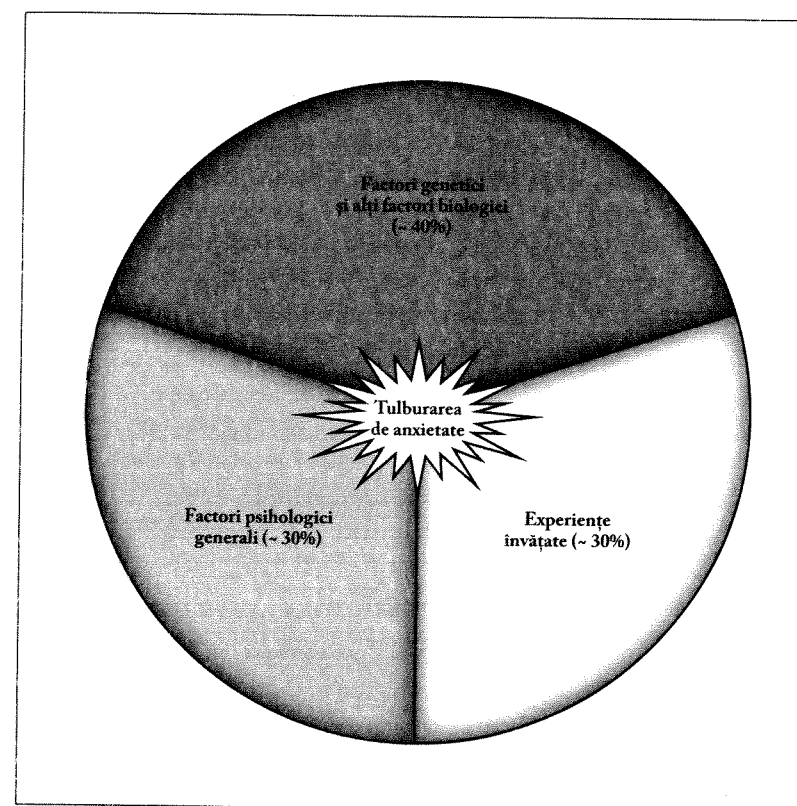 Factori genetici
și alți factori biologici
(~ 40%)
Tulburarea
de anxietate
Factori psihologici
generali (~ 30%)
Experiențe
învățate (~ 30%)